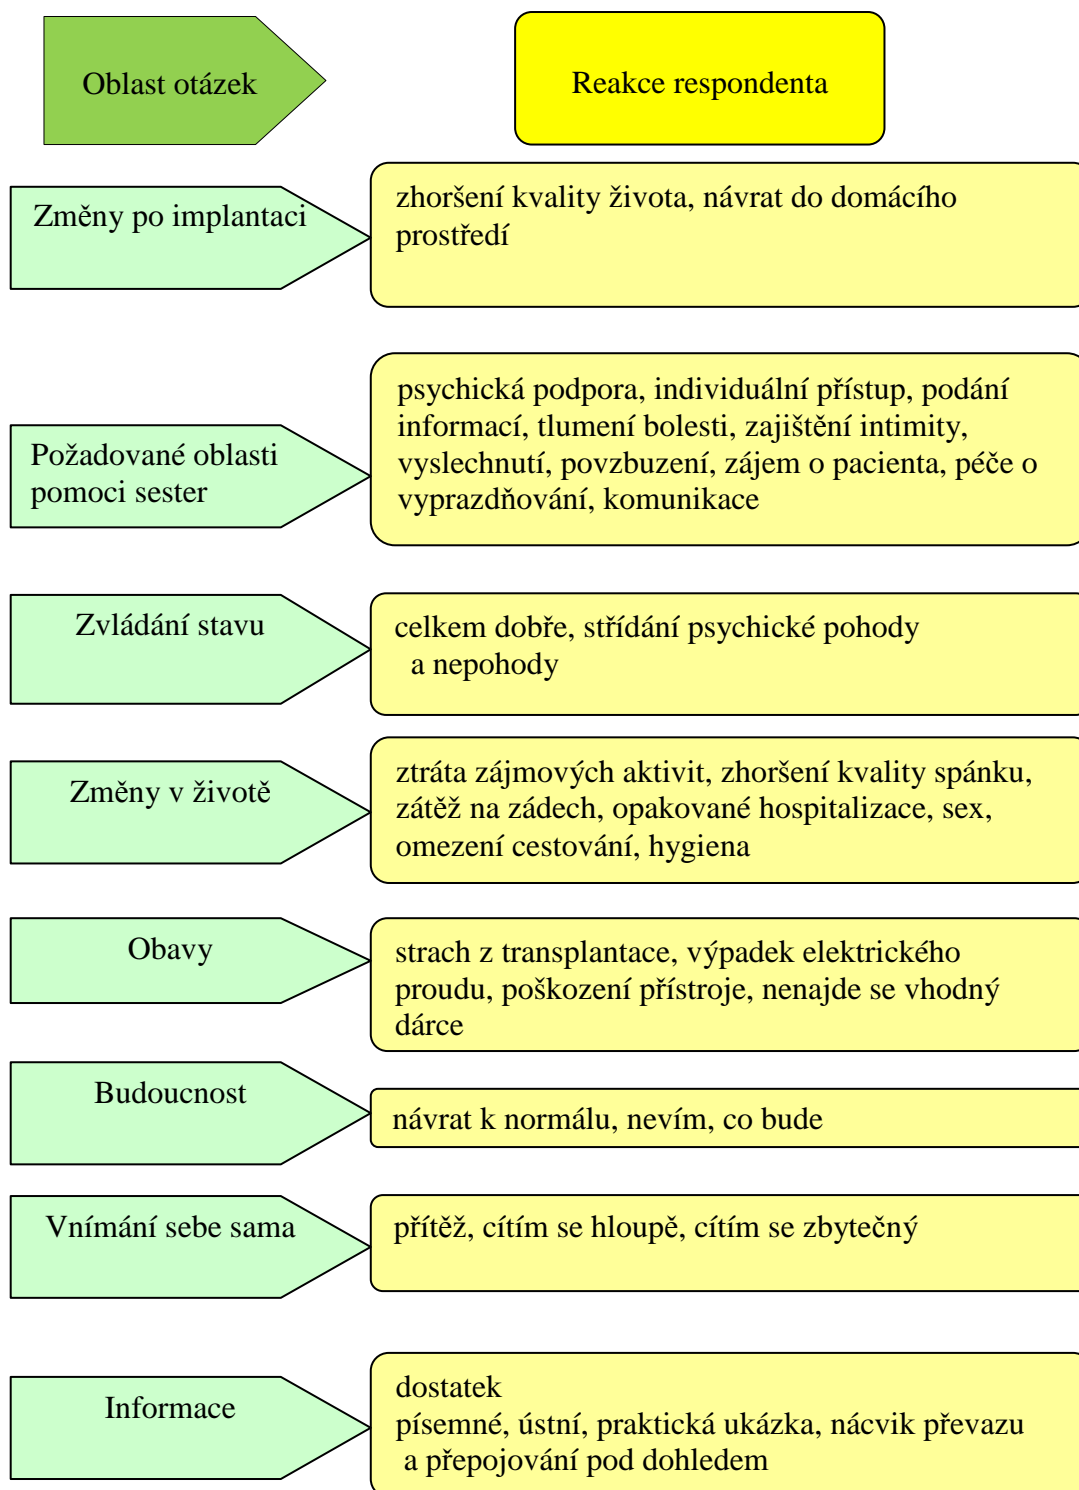 Oblast otázek
Reakce respondenta
Změny po implantaci
zhoršení kvality života, návrat do domácího
prostředí
Požadované oblasti
pomoci sester
psychická podpora, individuální přístup, podání
informací, tlumení bolesti, zajištění intimity,
vyslechnutí, povzbuzení, zájem o pacienta, péče o
vyprazdňování, komunikace
Zvládání stavu
celkem dobře, střídání psychické pohody
a nepohody
Změny v životě
ztráta zájmových aktivit, zhoršení kvality spánku,
zátěž na zádech, opakované hospitalizace, sex,
omezení cestování, hygiena
Obavy
strach z transplantace, výpadek elektrického
proudu, poškození přístroje, nenajde se vhodný
dárce
Budoucnost
návrat k normálu, nevím, co bude
Vnímání sebe sama
přítěž, cítím se hloupě, cítím se zbytečný
Informace
dostatek
písemné, ústní, praktická ukázka, nácvik převazu
a přepojování pod dohledem